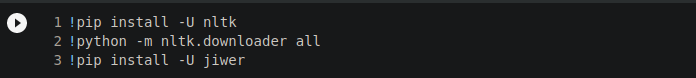 1 !pip install -U nltk
2 !python -m nltk.downloader all
3 !pip install -U jiwer